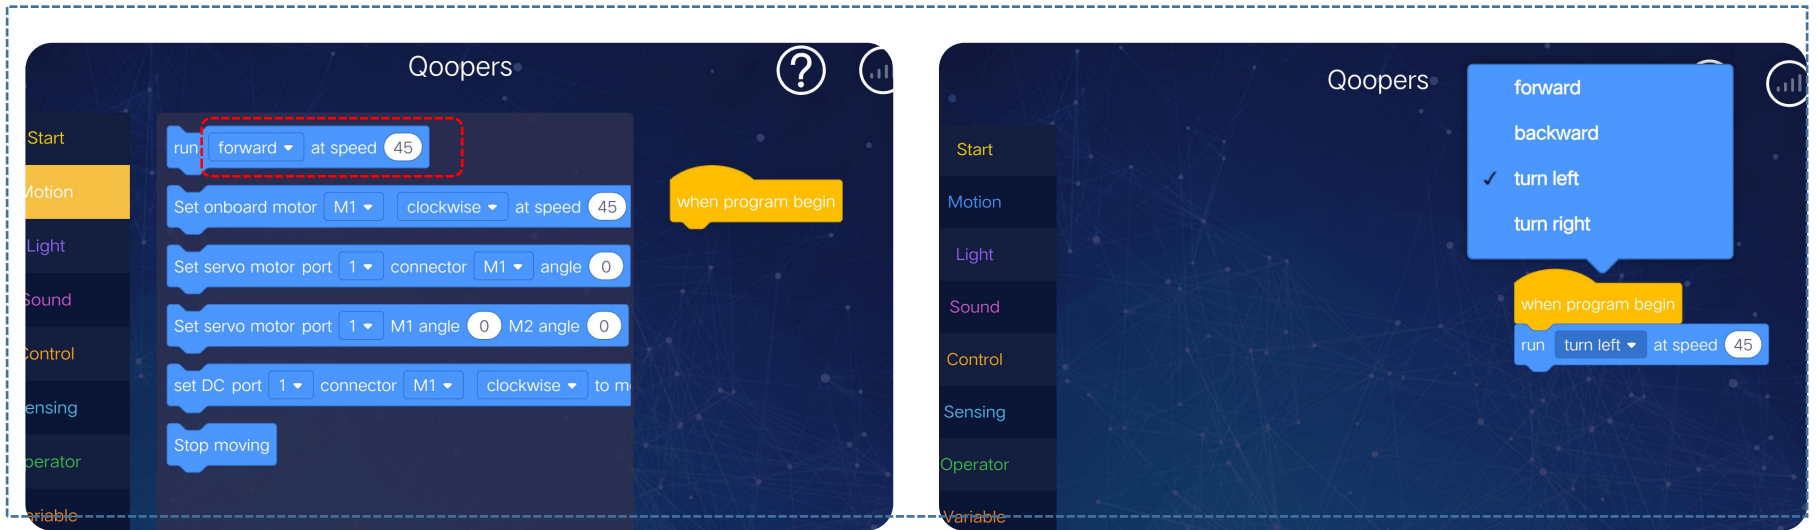 Qoopers
?
Start
Motion
Light
Sound
Control
Sensing
Operator
Variable
run forward at speed 45
Set onboard motor M1 clockwise at speed 45
Set servo motor port 1 connector M1 angle 0
Set servo motor port 1 M1 angle 0 M2 angle 0
set DC port 1 connector M1 clockwise to m
Stop moving
when program begin
Qoopers
Start
Motion
Light
Sound
Control
Sensing
Operator
Variable
forward
backward
✓ turn left
turn right
when program begin
run turn left at speed 45